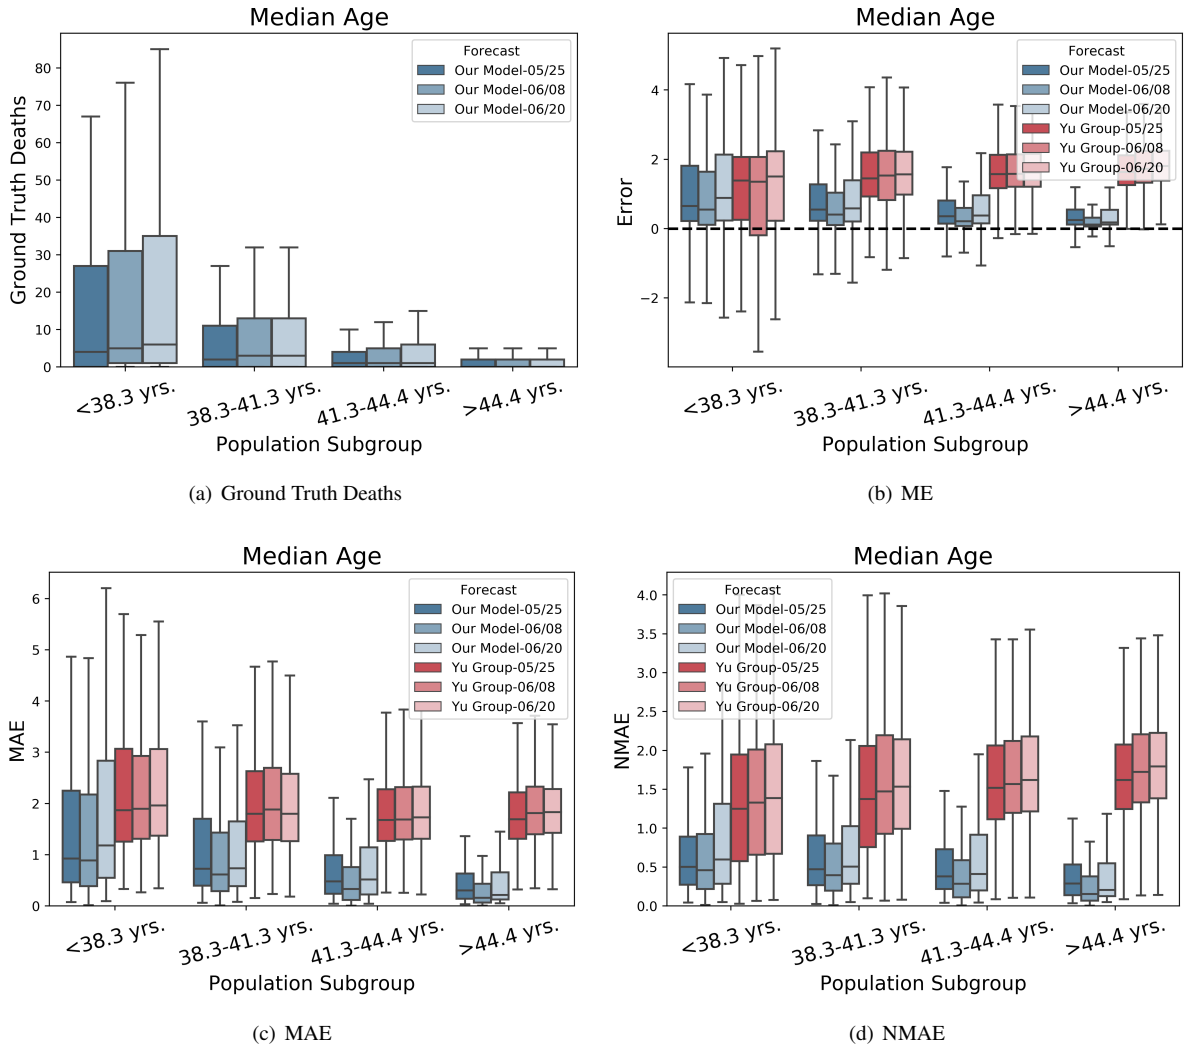 Median Age
Ground Truth Deaths
80
70
60
50
40
30
20
10
0
Forecast
Our Model-05/25
Our Model-06/08
Our Model-06/20
<38.3 yrs.
38.3-41.3 yrs.
41.3-44.4 yrs.
>44.4 yrs.
Population Subgroup
(a) Ground Truth Deaths
Median Age
Error
4
2
0
−2
Forecast
Our Model-05/25
Our Model-06/08
Our Model-06/20
Yu Group-05/25
Yu Group-06/08
Yu Group-06/20
<38.3 yrs.
38.3-41.3 yrs.
41.3-44.4 yrs.
>44.4 yrs.
Population Subgroup
(b) ME
Median Age
MAE
6
5
4
3
2
1
0
Forecast
Our Model-05/25
Our Model-06/08
Our Model-06/20
Yu Group-05/25
Yu Group-06/08
Yu Group-06/20
<38.3 yrs.
38.3-41.3 yrs.
41.3-44.4 yrs.
>44.4 yrs.
Population Subgroup
(c) MAE
Median Age
NMAE
4.0
3.5
3.0
2.5
2.0
1.5
1.0
0.5
0.0
Forecast
Our Model-05/25
Our Model-06/08
Our Model-06/20
Yu Group-05/25
Yu Group-06/08
Yu Group-06/20
<38.3 yrs.
38.3-41.3 yrs.
41.3-44.4 yrs.
>44.4 yrs.
Population Subgroup
(d) NMAE